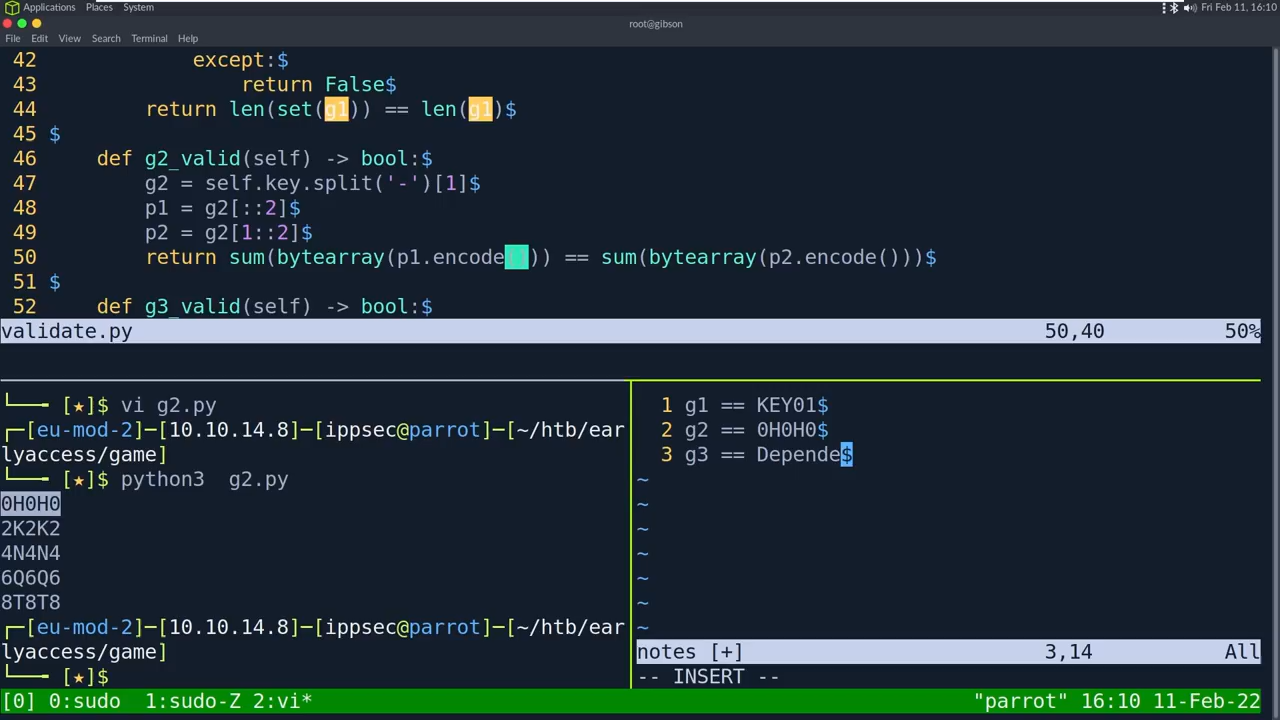 Applications Places System
Fri Feb 11, 16:10
root@gibson
File Edit View Search Terminal Help
42 except:$
43 return False$
44 return len(set(g1)) == len(g1)$
45 $
46 def g2_valid(self) -> bool:$
47 g2 = self.key.split('-')[1]$
48 p1 = g2[::2]$
49 p2 = g2[1::2]$
50 return sum(bytearray(p1.encode())) == sum(bytearray(p2.encode()))$
51 $
52 def g3_valid(self) -> bool:$
validate.py 50,40 50%
└── [★]$ vi g2.py
┌─[eu-mod-2]─[10.10.14.8]─[ippsec@parrot]─[~/htb/ear
lyaccess/game]
└── [★]$ python3  g2.py
0H0H0
2K2K2
4N4N4
6Q6Q6
8T8T8
┌─[eu-mod-2]─[10.10.14.8]─[ippsec@parrot]─[~/htb/ear
lyaccess/game]
└── [★]$
1 g1 == KEY01$
2 g2 == 0H0H0$
3 g3 == Depende$
~
~
~
~
~
~
~
notes [+] 3,14 All
-- INSERT --
[0] 0:sudo  1:sudo-Z 2:vi* "parrot" 16:10 11-Feb-22